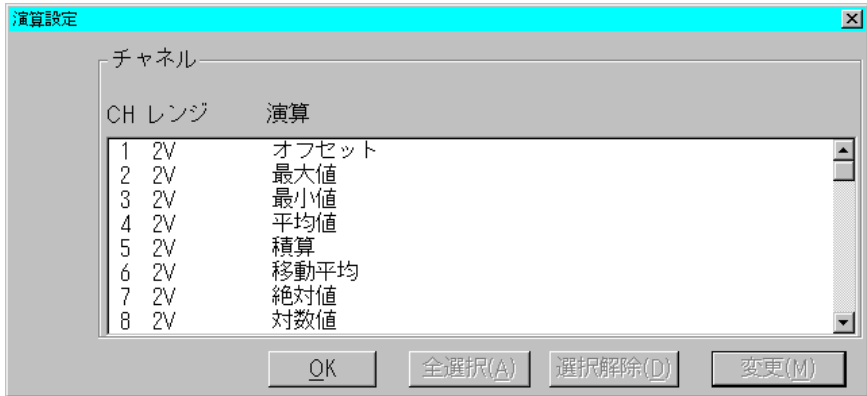 演算設定
チャネル
CH レンジ 演算
1 2V オフセット
2 2V 最大値
3 2V 最小値
4 2V 平均値
5 2V 積算
6 2V 移動平均
7 2V 絶対値
8 2V 対数値
OK 全選択(A) 選択解除(D) 変更(M)